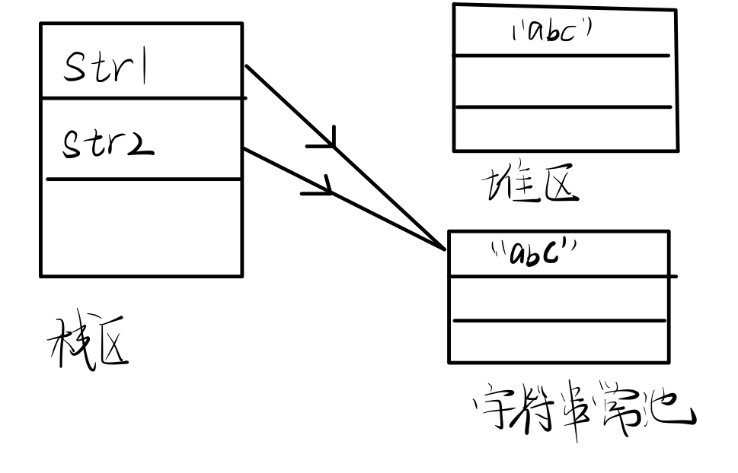 str1
str2
栈区
"abc"
堆区
"abc"
字符串常池